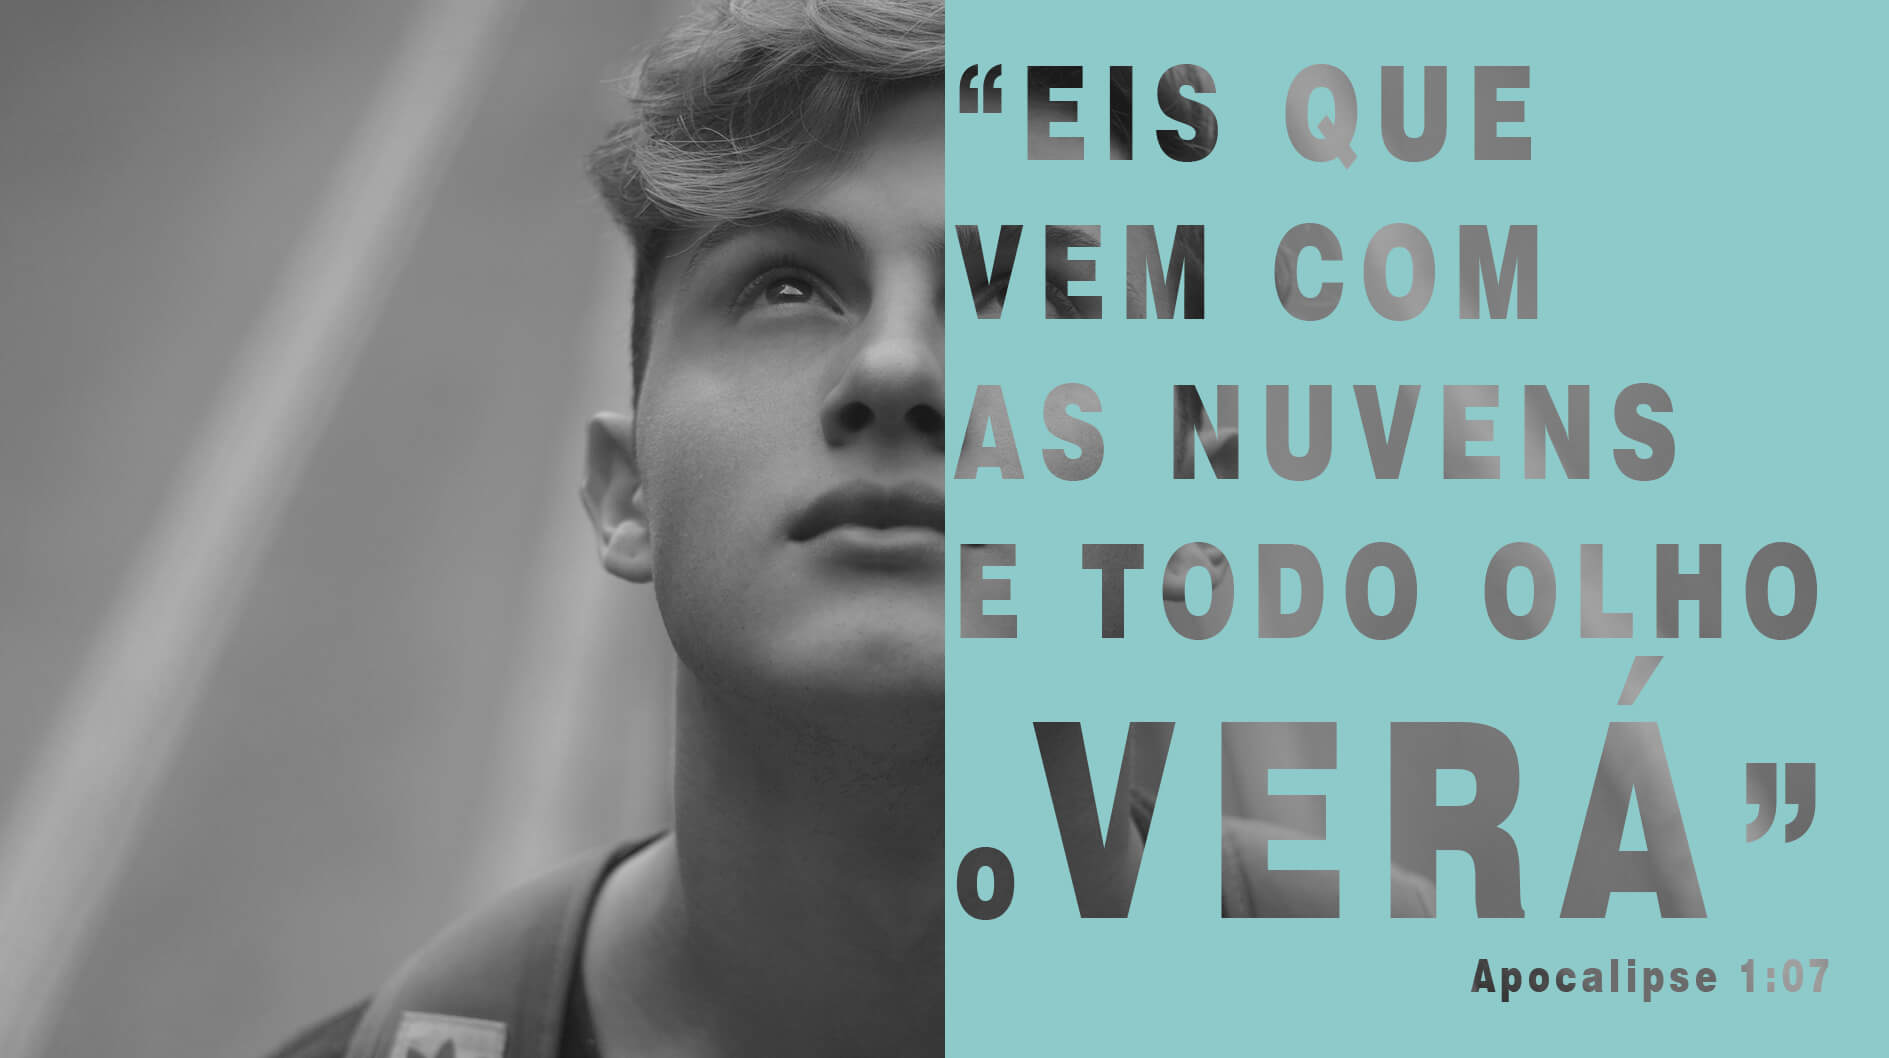 “EIS QUE
VEM COM
AS NUVENS
E TODO OLHO
o VERÁ”
Apocalipse 1:07